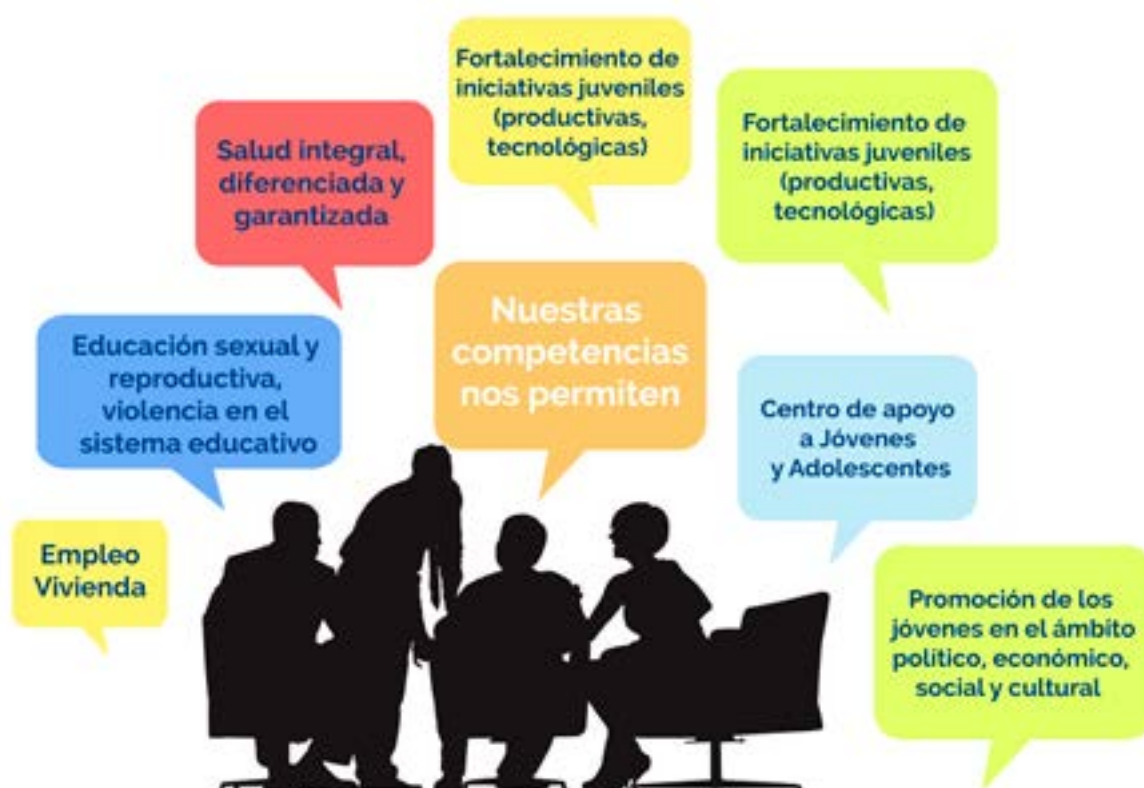 Fortalecimiento de
iniciativas juveniles
(productivas,
tecnológicas)
Fortalecimiento de
iniciativas juveniles
(productivas,
tecnológicas)
Salud integral,
diferenciada y
garantizada
Nuestras
competencias
nos permiten
Educación sexual y
reproductiva,
violencia en el
sistema educativo
Centro de apoyo
a Jóvenes
y Adolescentes
Empleo
Vivienda
Promoción de los
jóvenes en el ámbito
político, económico,
social y cultural